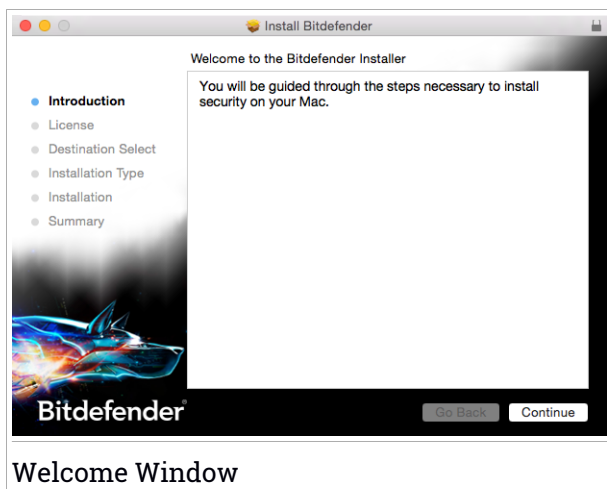 Install Bitdefender
Welcome to the Bitdefender Installer
You will be guided through the steps necessary to install
security on your Mac.
Introduction
License
Destination Select
Installation Type
Installation
Summary
Bitdefender®
Go Back
Continue
Welcome Window